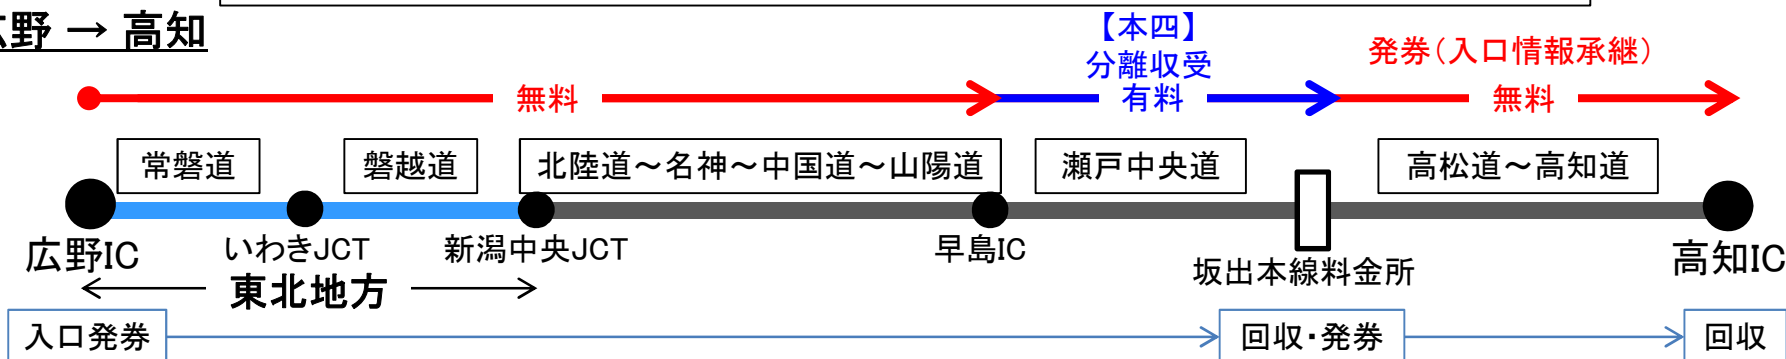 広野 → 高知
【本四】
分離収受
有料
発券(入口情報承継)
無料
無料
常磐道
磐越道
北陸道~名神~中国道~山陽道
瀬戸中央道
高松道~高知道
広野IC
いわきJCT
新潟中央JCT
早島IC
坂出本線料金所
高知IC
東北地方
入口発券
回収・発券
回収